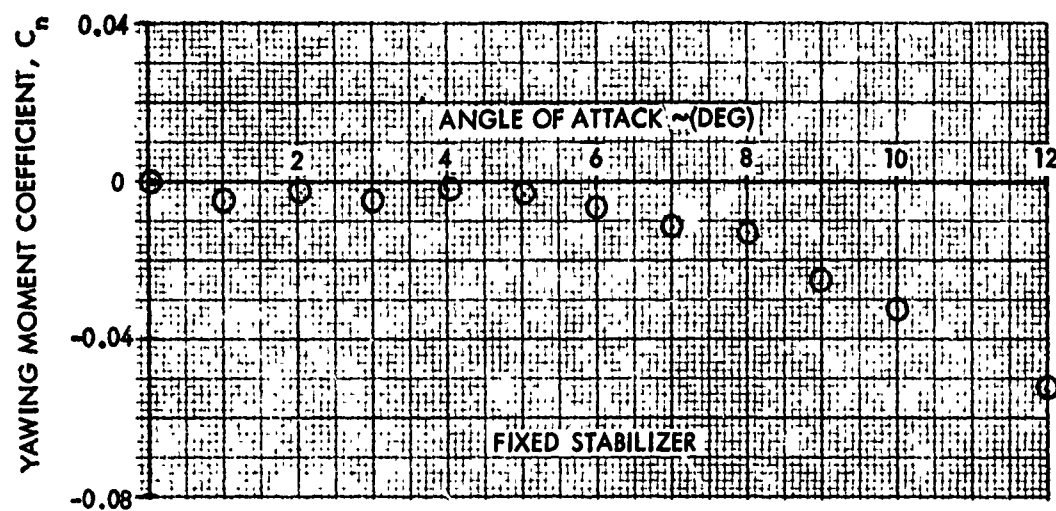 YAWING MOMENT COEFFICIENT, Cn
0.04
ANGLE OF ATTACK ~(DEG)
2 4 6 8 10 12
0
-0.04
FIXED STABILIZER
-0.08